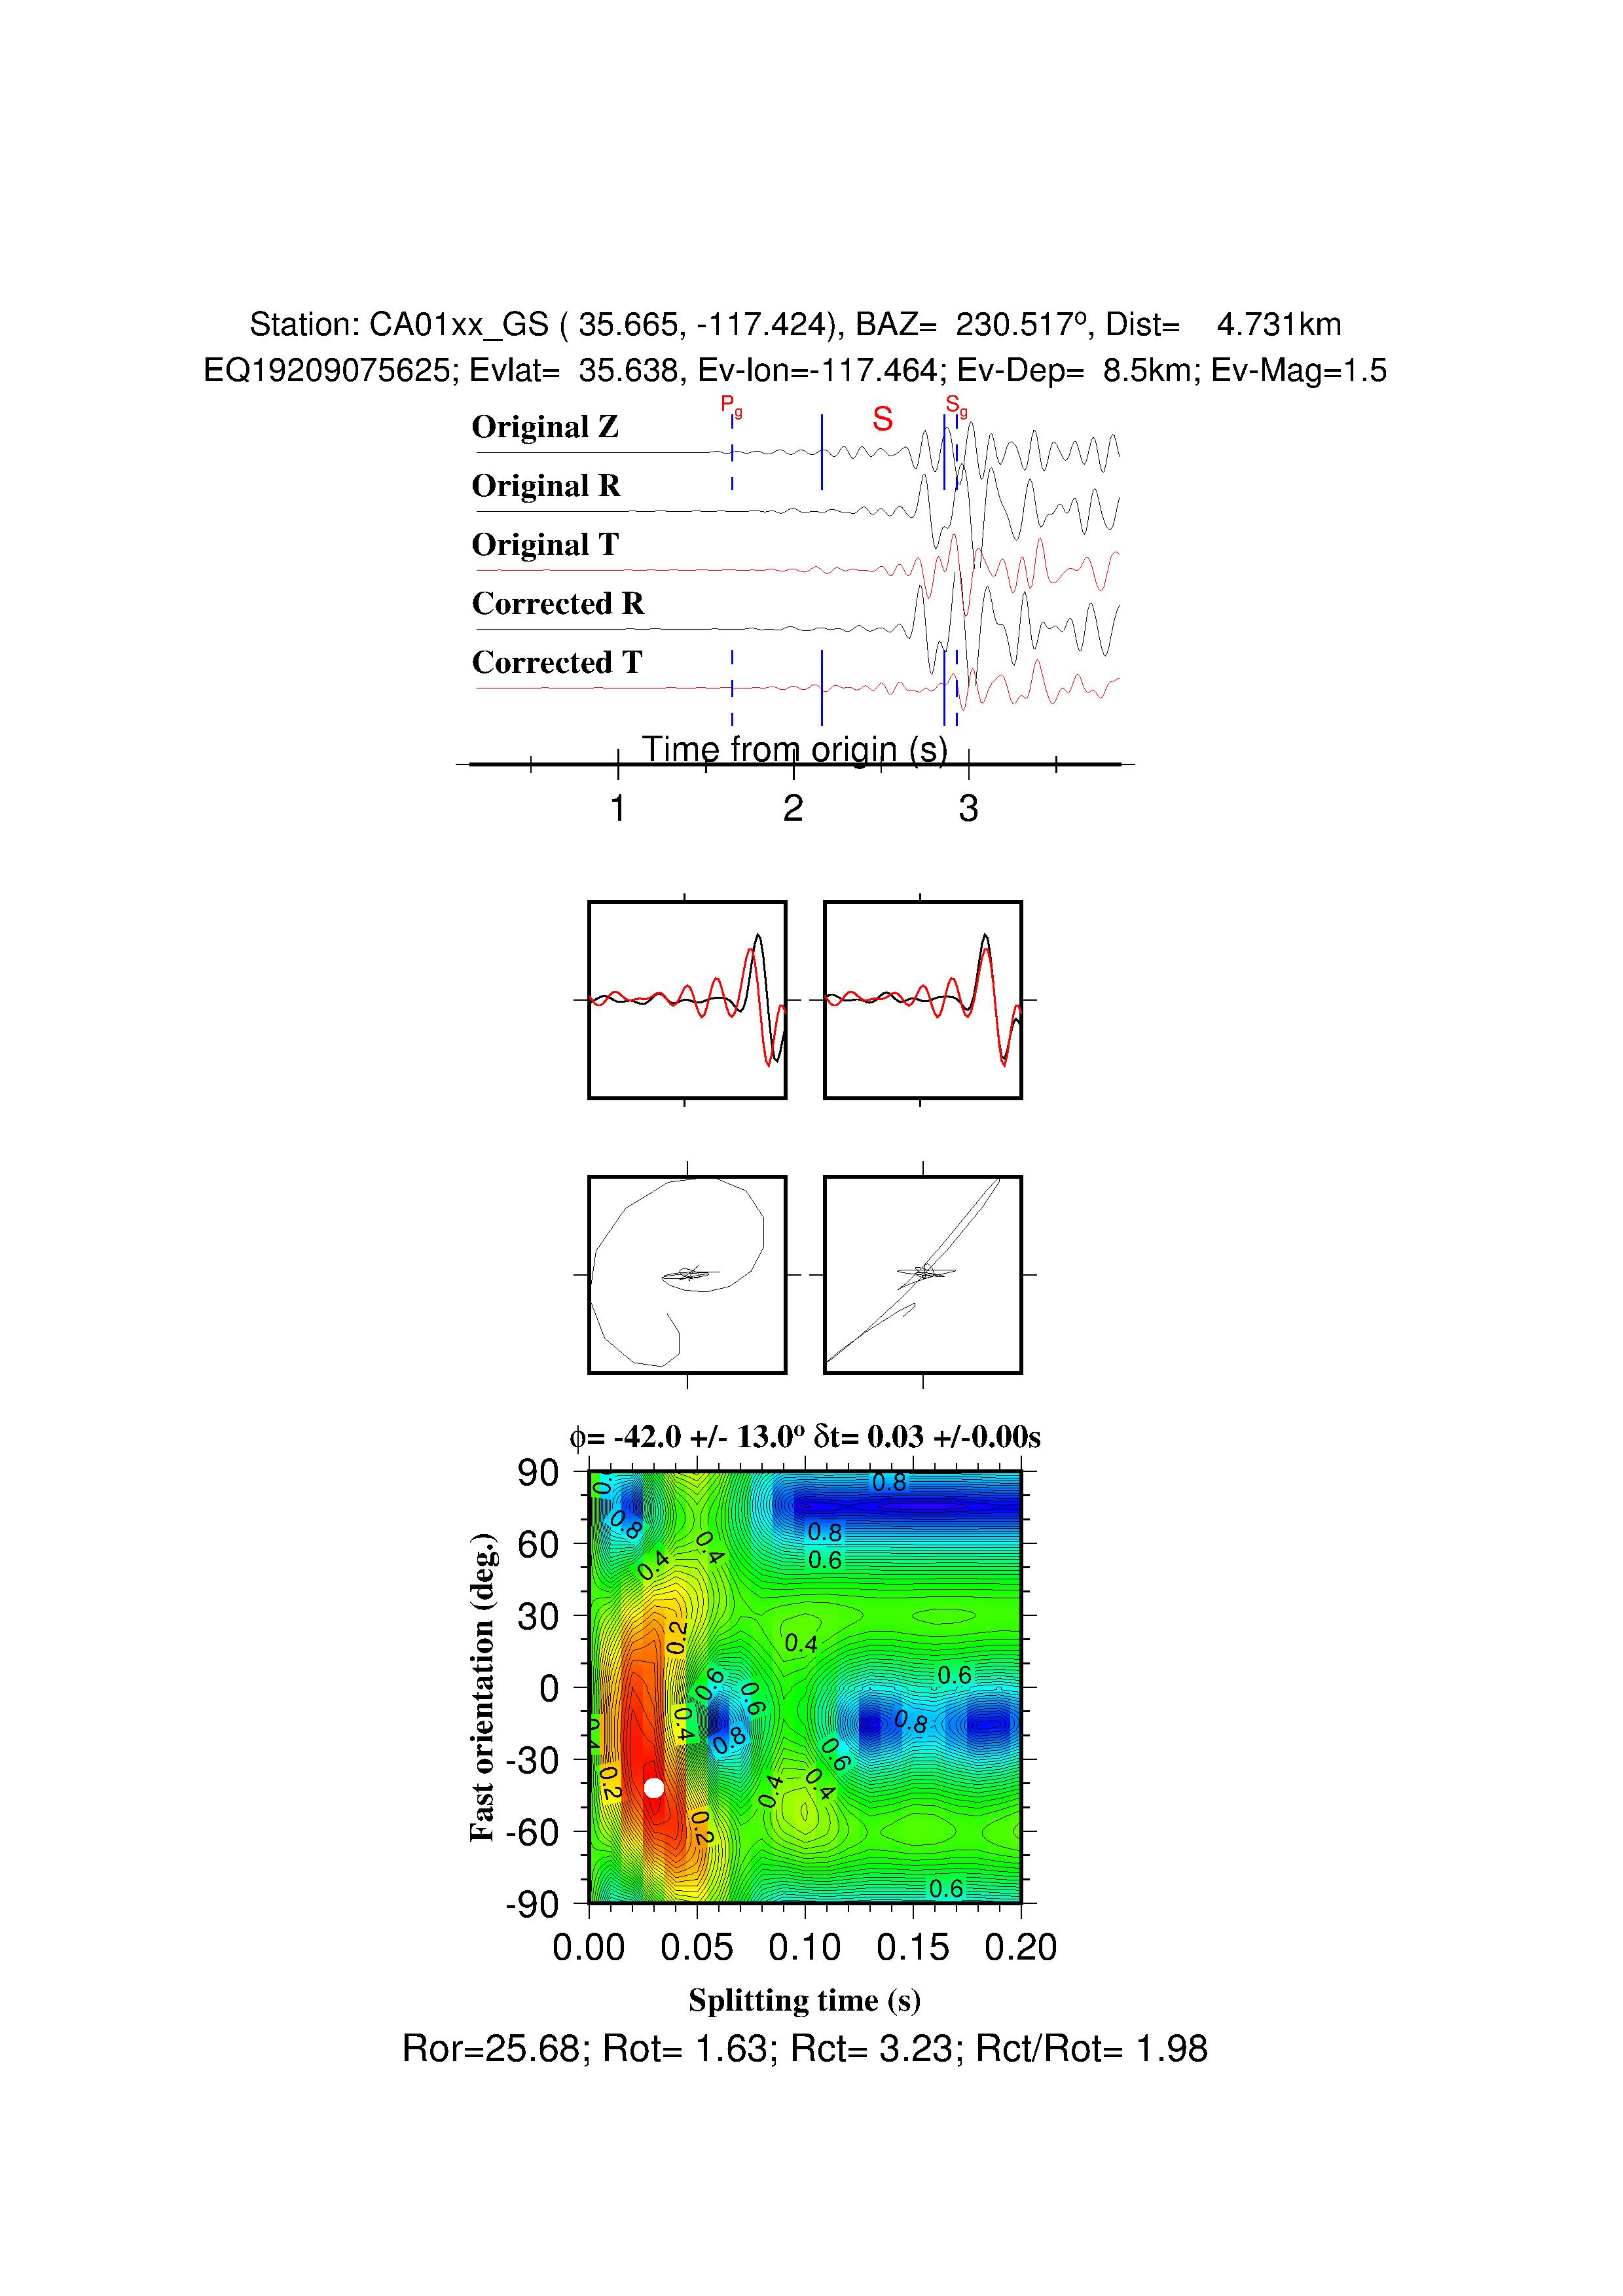 Station: CA01xx_GS ( 35.665, -117.424), BAZ=  230.517º, Dist=    4.731km
EQ19209075625; Evlat=  35.638, Ev-lon=-117.464; Ev-Dep=  8.5km; Ev-Mag=1.5
Pg S Sg
Original Z
Original R
Original T
Corrected R
Corrected T
Time from origin (s)
1 2 3
ϕ= -42.0 +/- 13.0º δt= 0.03 +/-0.00s
90
60
30
0
-30
-60
-90
Fast orientation (deg.)
0.8
0.8
0.8
0.6
0.4
0.4
0.2
0.4
0.6
0.6
0.6
0.4
0.8
0.8
0.6
0.2
0.4
0.4
0.2
0.6
0.00 0.05 0.10 0.15 0.20
Splitting time (s)
Ror=25.68; Rot= 1.63; Rct= 3.23; Rct/Rot= 1.98